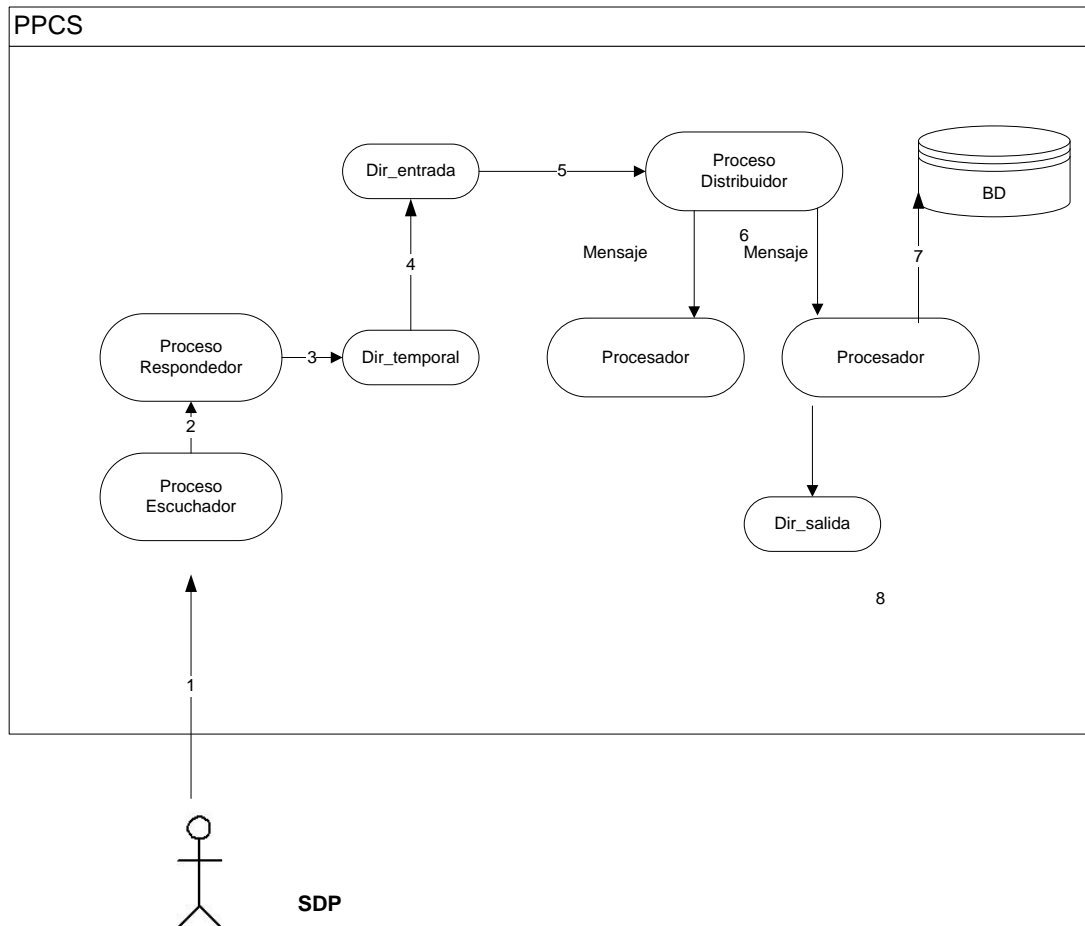 PPCS
Dir_entrada
5
Proceso
Distribuidor
BD
6
Mensaje
Mensaje
7
4
Proceso
Respondedor
3
Dir_temporal
Procesador
Procesador
2
Proceso
Escuchador
Dir_salida
8
1
SDP